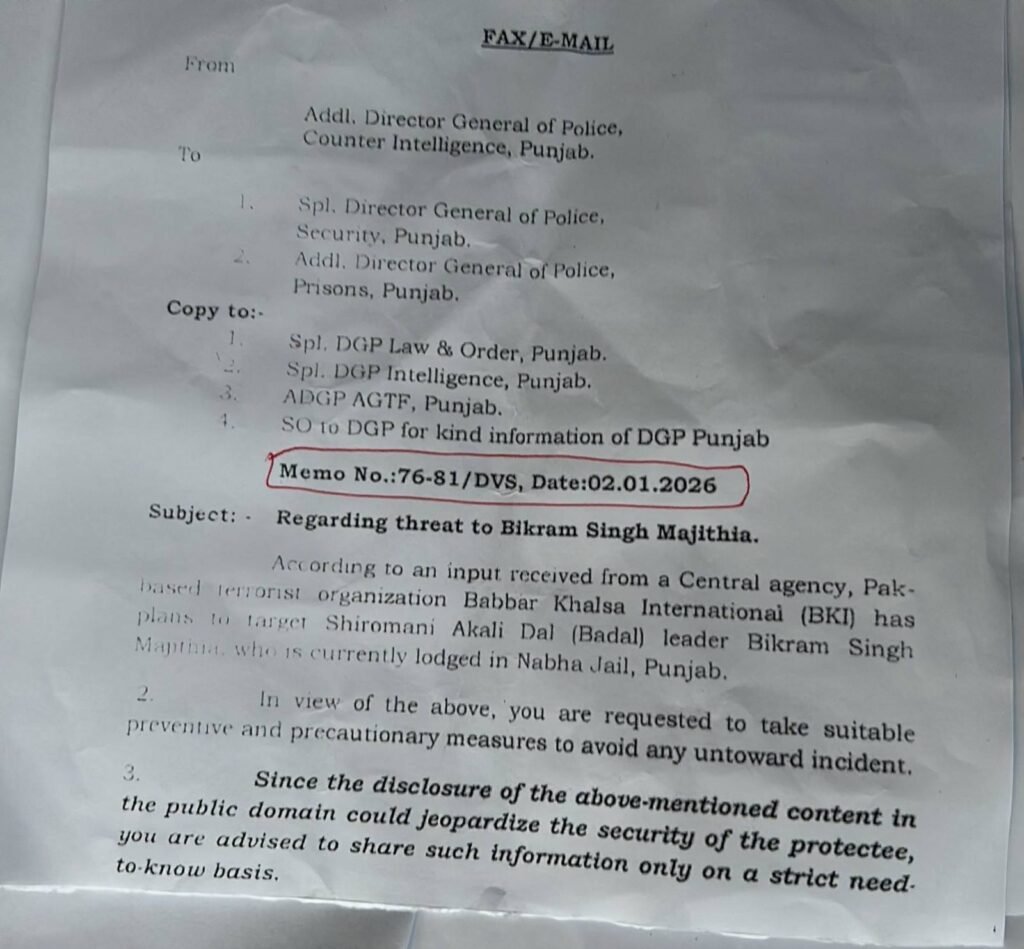 FAX/E-MAIL
From
Addl. Director General of Police,
Counter Intelligence, Punjab.
To
1. Spl. Director General of Police,
Security, Punjab.
2. Addl. Director General of Police,
Prisons, Punjab.
Copy to:-
1. Spl. DGP Law & Order, Punjab.
2. Spl. DGP Intelligence, Punjab.
3. ADGP AGTF, Punjab.
4. SO to DGP for kind information of DGP Punjab
Memo No.:76-81/DVS, Date:02.01.2026
Subject: - Regarding threat to Bikram Singh Majithia.
According to an input received from a Central agency, Pak-
based terrorist organization Babbar Khalsa International (BKI) has
plans to target Shiromani Akali Dal (Badal) leader Bikram Singh
Majithia, who is currently lodged in Nabha Jail, Punjab.
2. In view of the above, you are requested to take suitable
preventive and precautionary measures to avoid any untoward incident.
3. Since the disclosure of the above-mentioned content in
the public domain could jeopardize the security of the protectee,
you are advised to share such information only on a strict need-
to-know basis.